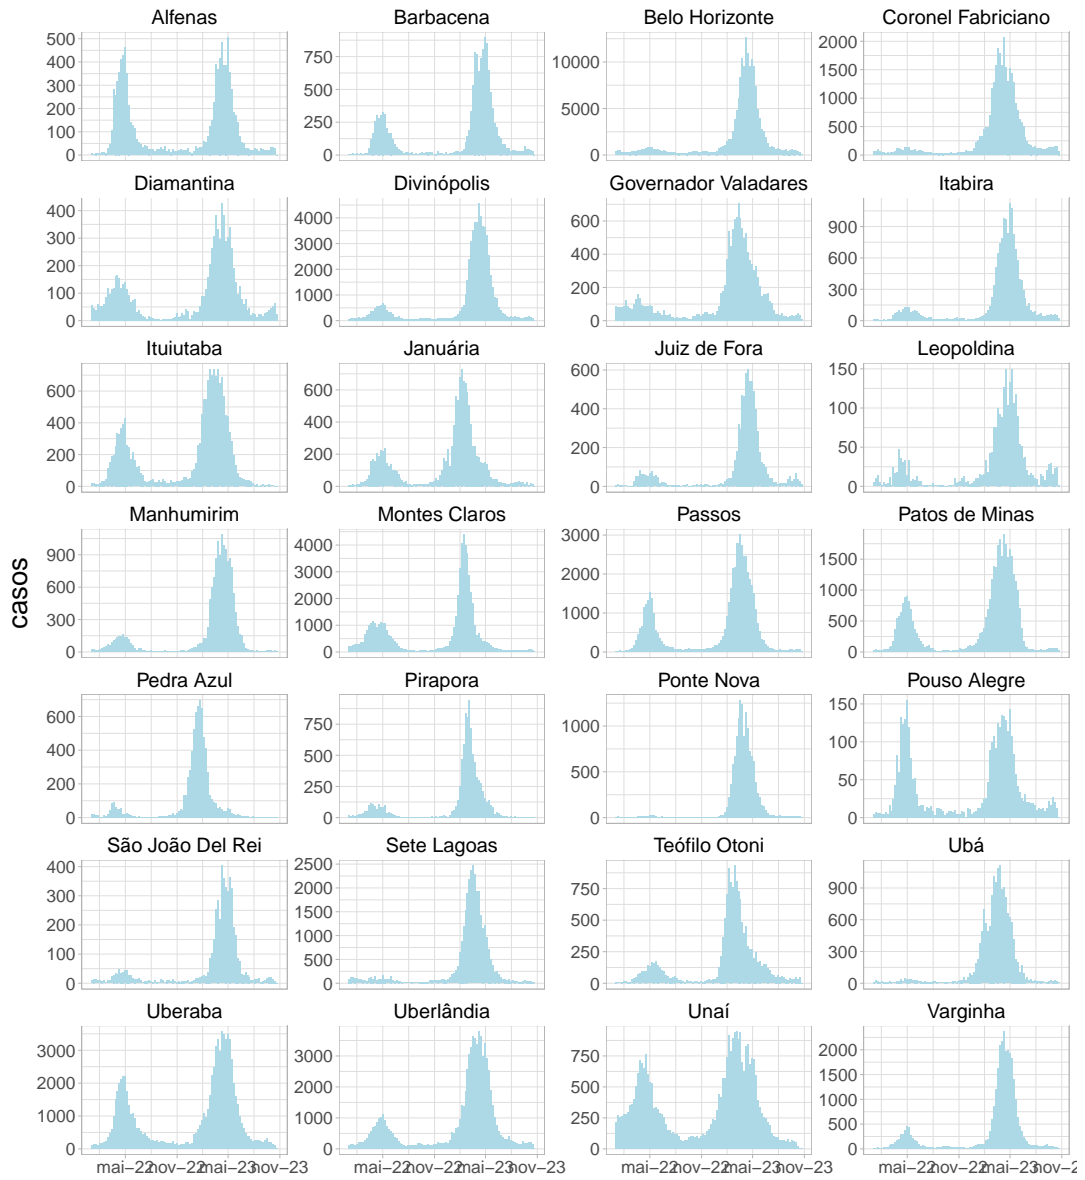 Alfenas Barbacena Belo Horizonte Coronel Fabriciano
500 400 300 200 100 0
750 500 250 0
10000 5000 0
2000 1500 1000 500 0
Diamantina Divinópolis Governador Valadares Itabira
400 300 200 100 0
4000 3000 2000 1000 0
600 400 200 0
900 600 300 0
Ituiutaba Januária Juiz de Fora Leopoldina
600 400 200 0
600 400 200 0
600 400 200 0
150 100 50 0
Manhumirim Montes Claros Passos Patos de Minas
900 600 300 0
4000 3000 2000 1000 0
3000 2000 1000 0
1500 1000 500 0
casos
Pedra Azul Pirapora Ponte Nova Pouso Alegre
600 400 200 0
750 500 250 0
1000 500 0
150 100 50 0
São João Del Rei Sete Lagoas Teófilo Otoni Ubá
400 300 200 100 0
2500 2000 1500 1000 500 0
750 500 250 0
900 600 300 0
Uberaba Uberlândia Unaí Varginha
3000 2000 1000 0
3000 2000 1000 0
750 500 250 0
2000 1500 1000 500 0
mai−22 nov−22 mai−23 nov−23 mai−22 nov−22 mai−23 nov−23 mai−22 nov−22 mai−23 nov−23 mai−22 nov−22 mai−23 nov−2